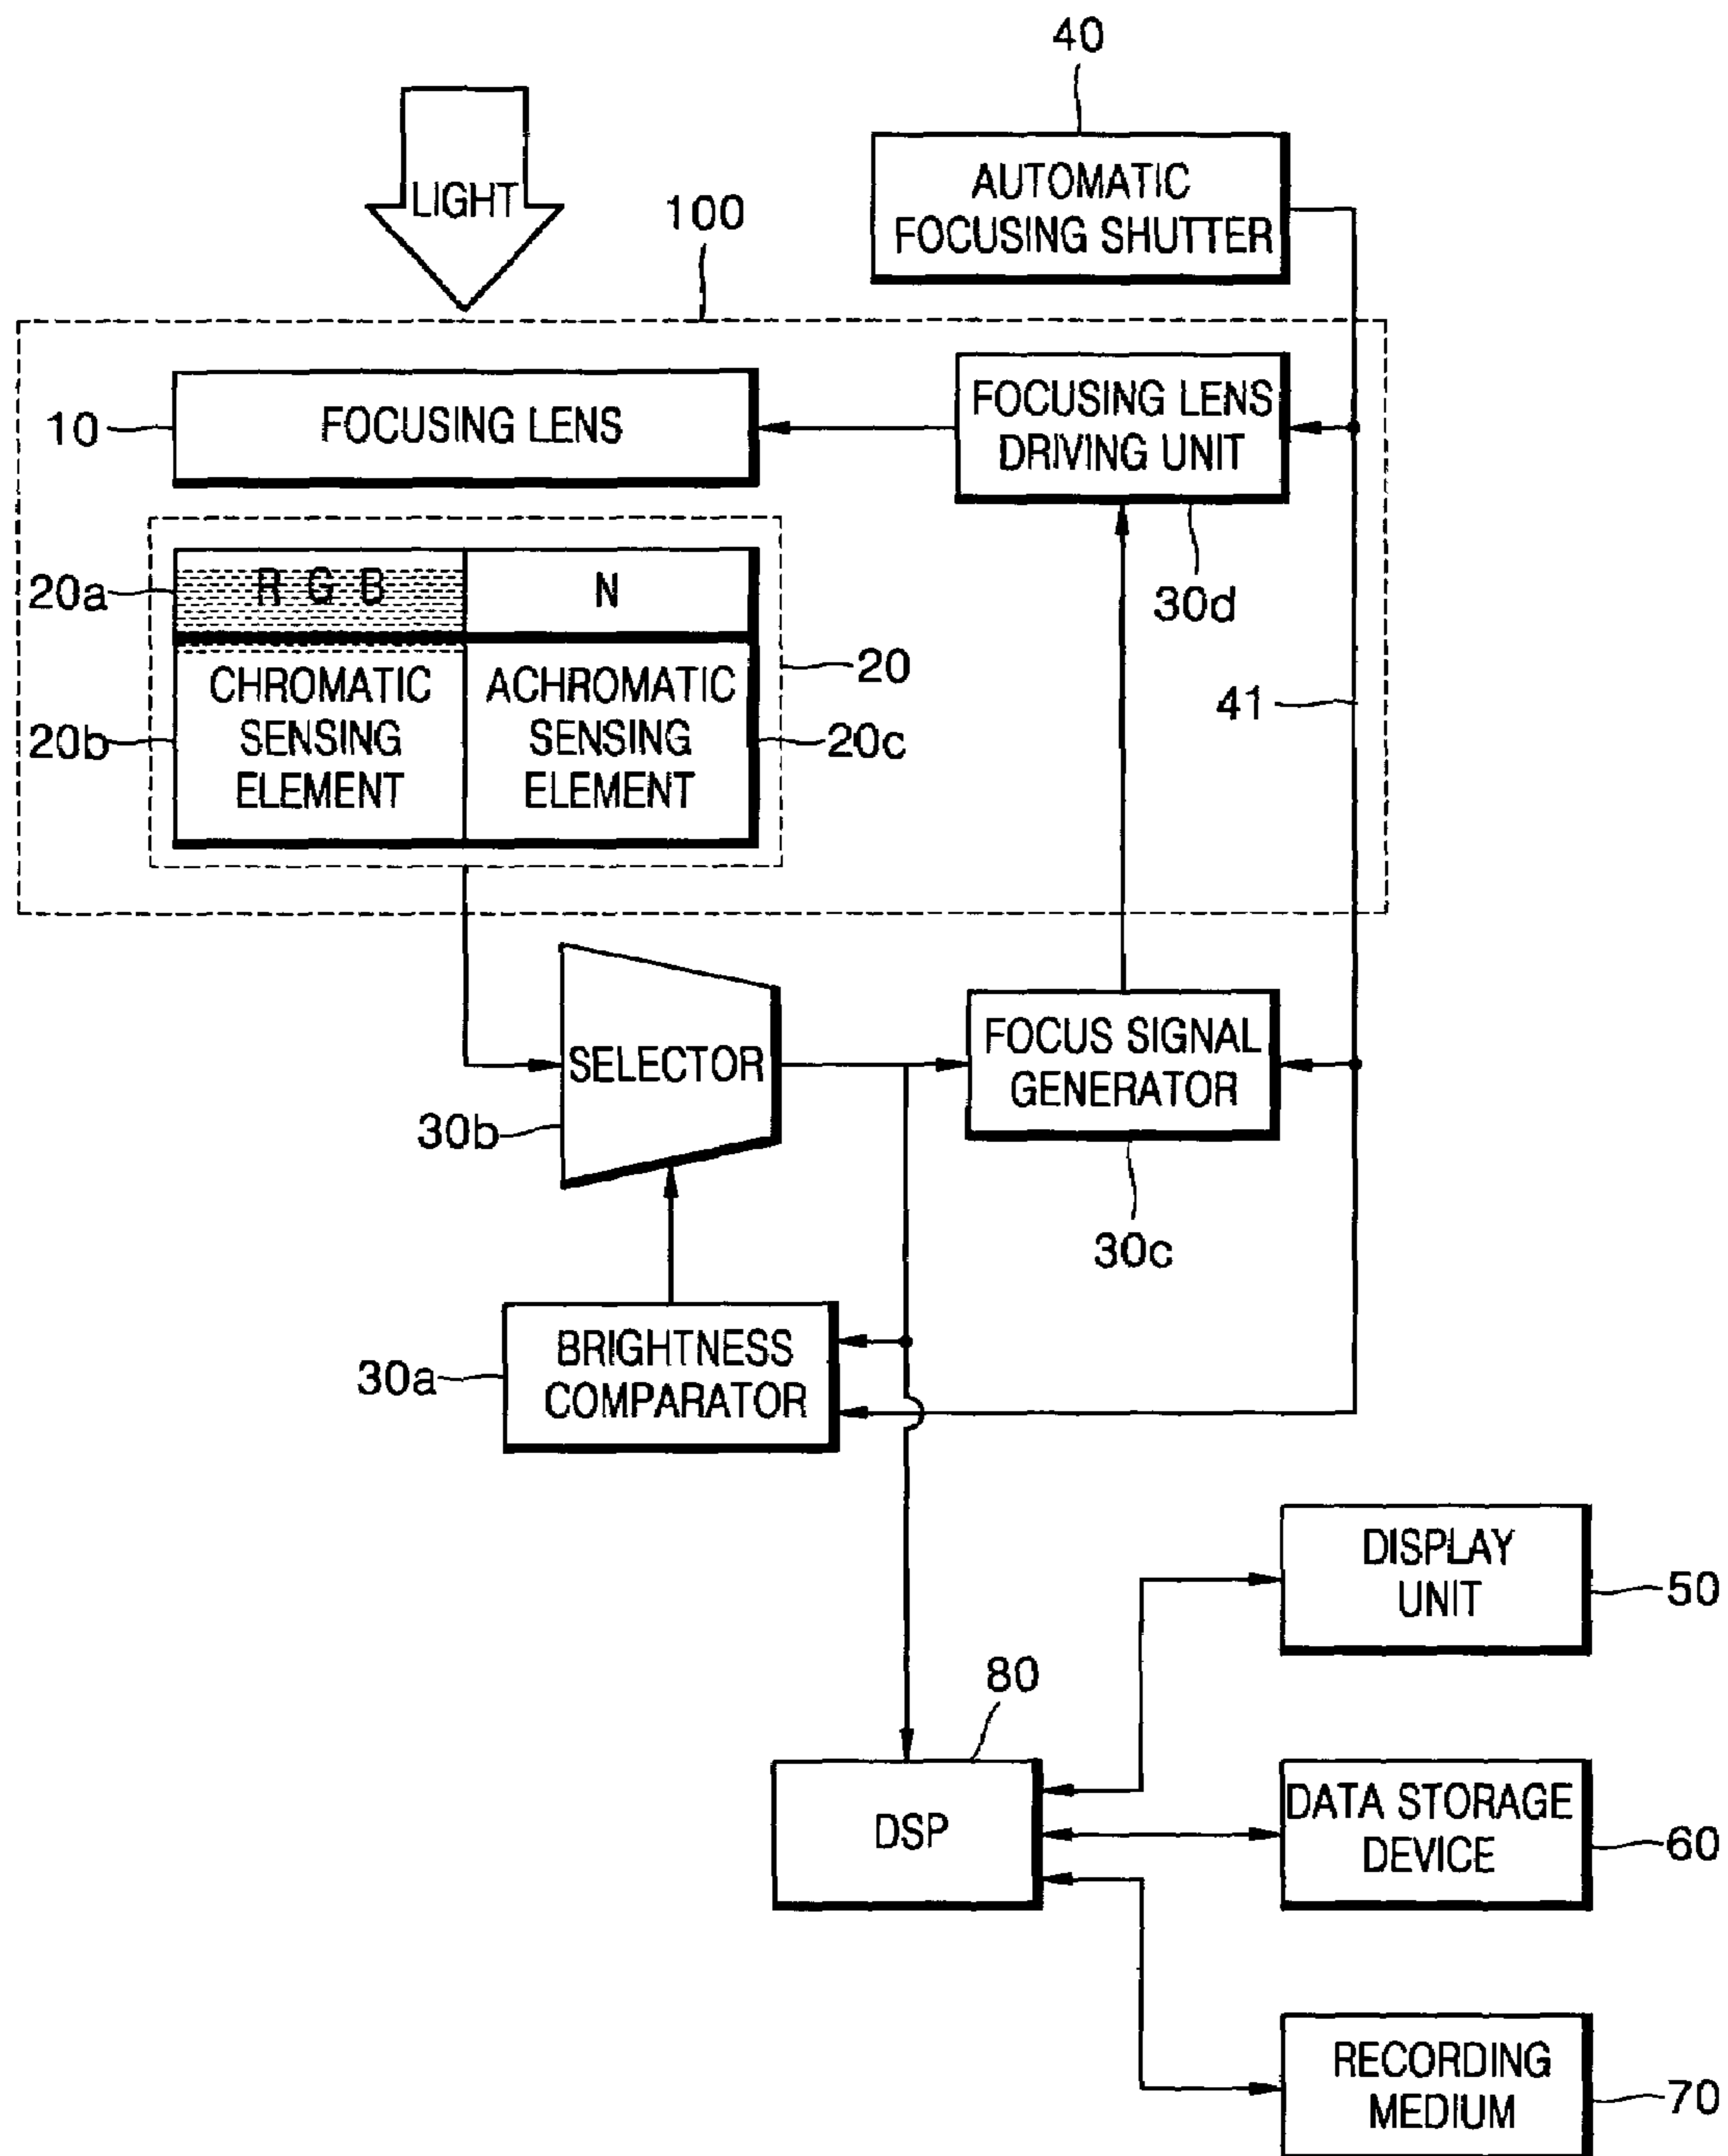 40
LIGHT
AUTOMATIC
FOCUSING SHUTTER
100
10
FOCUSING LENS
FOCUSING LENS
DRIVING UNIT
30d
20a
R G B
N
20
20b
CHROMATIC
SENSING
ELEMENT
ACHROMATIC
SENSING
ELEMENT
20c
41
SELECTOR
30b
FOCUS SIGNAL
GENERATOR
30c
30a
BRIGHTNESS
COMPARATOR
DISPLAY
UNIT
50
80
DSP
DATA STORAGE
DEVICE
60
RECORDING
MEDIUM
70